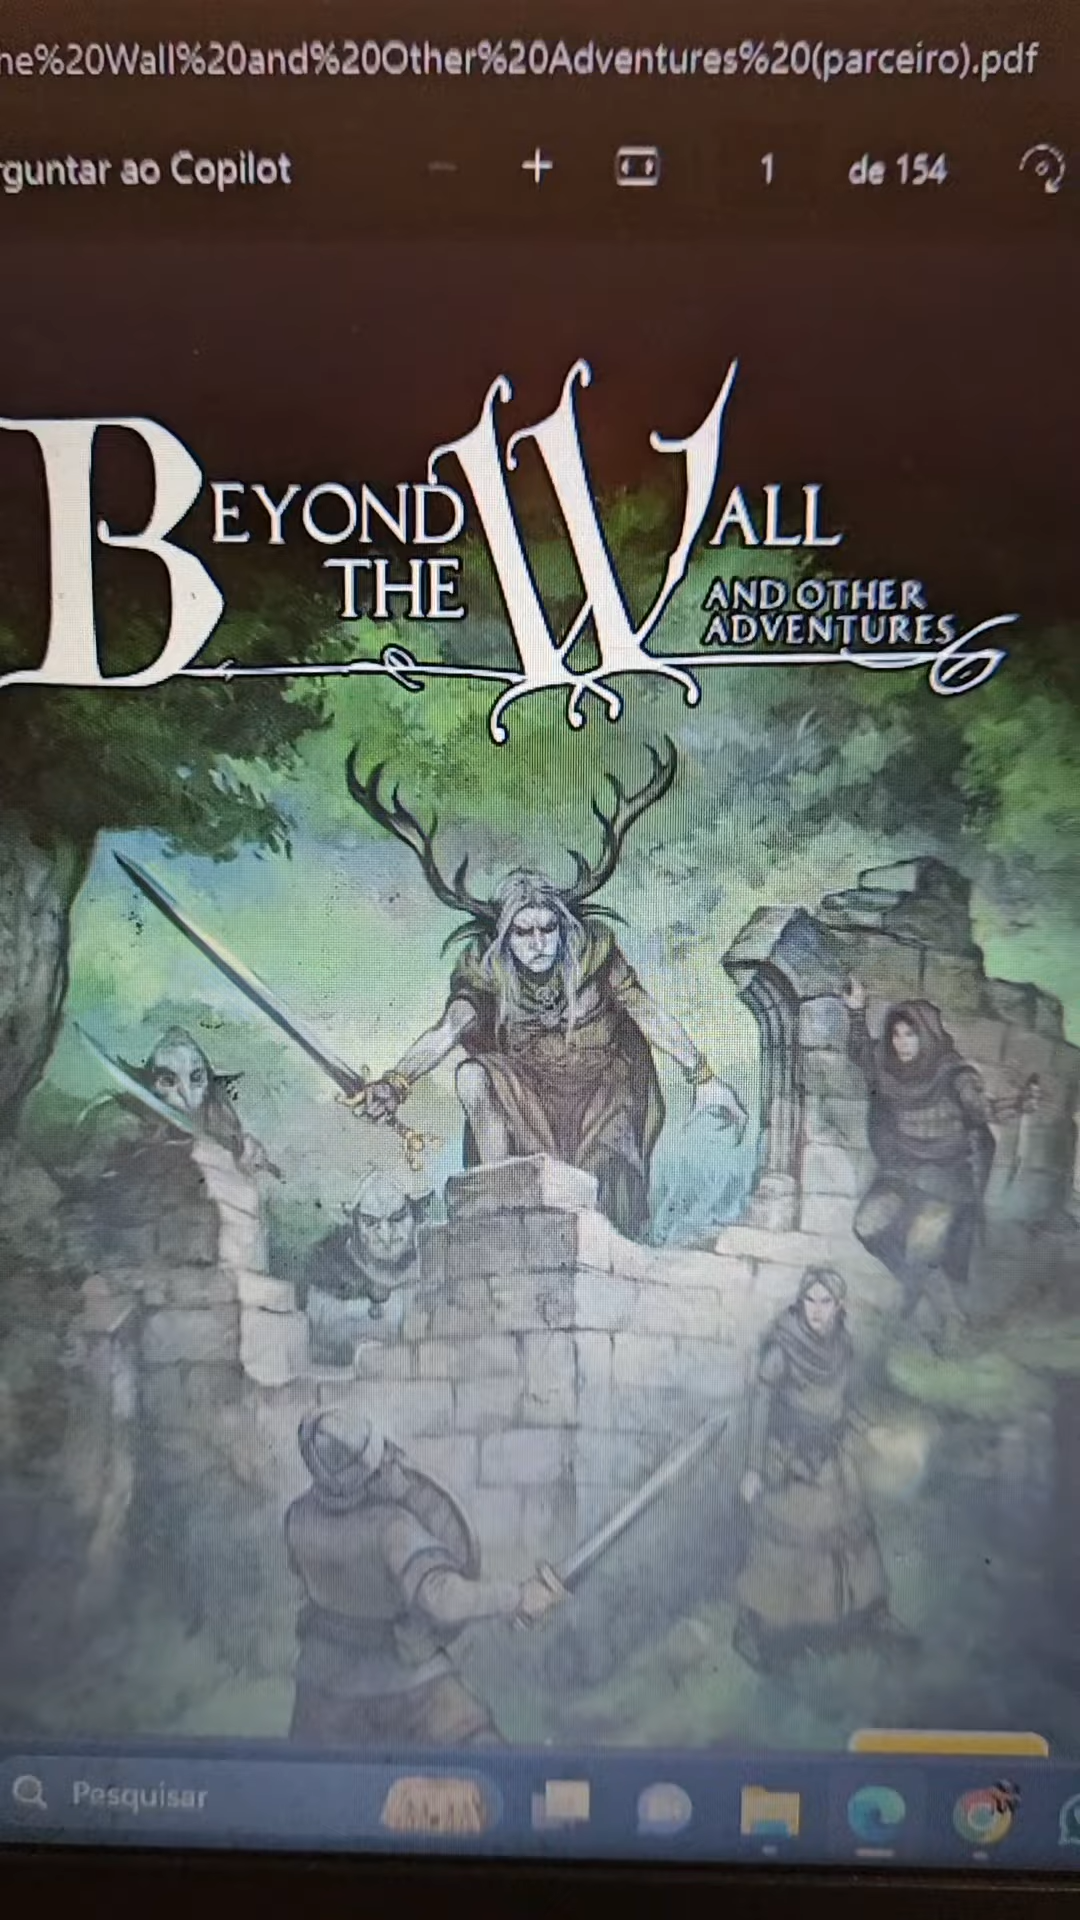 ne%20Wall%20and%20Other%20Adventures%20(parceiro).pdf
rguntar ao Copilot
1 de 154
BEYOND THE WALL
AND OTHER
ADVENTURES
Pesquisar